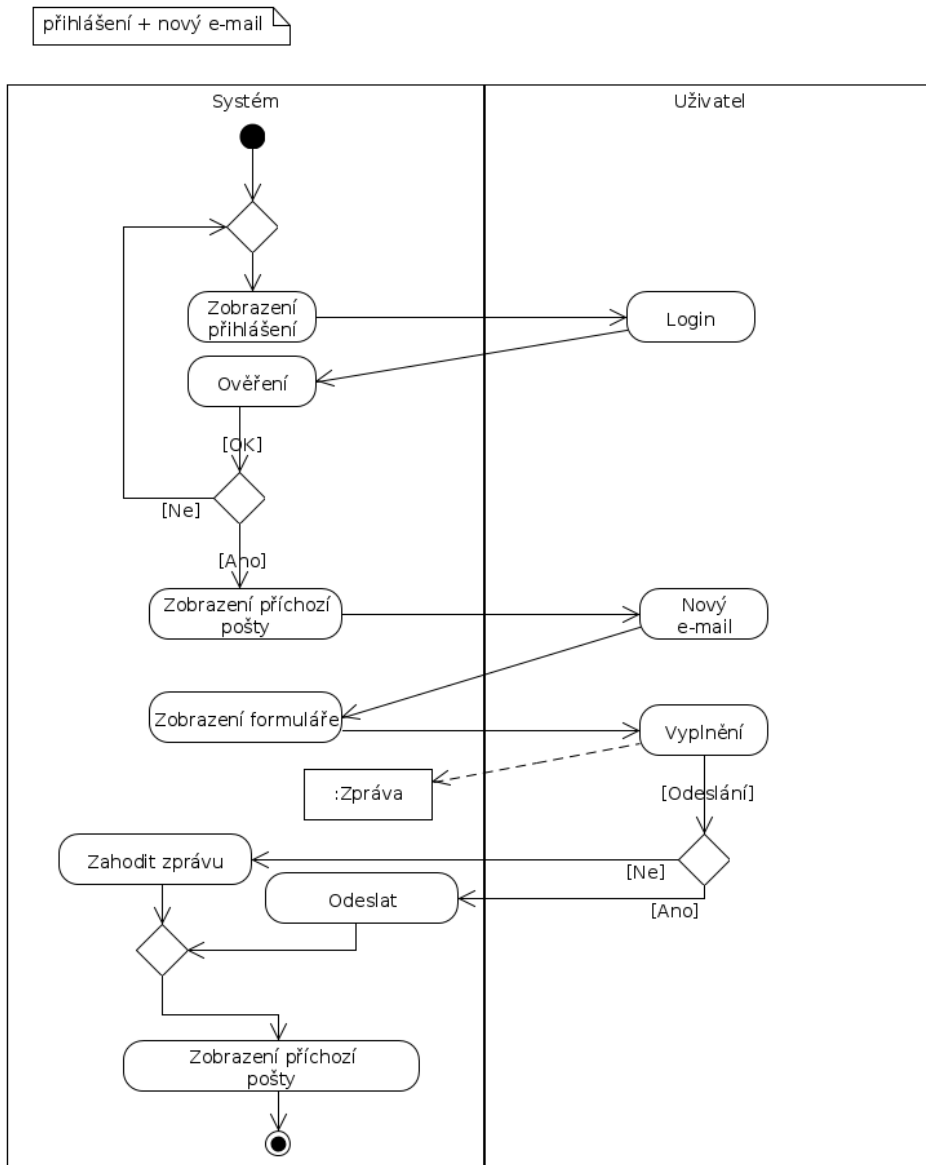 přihlášení + nový e-mail
Systém
Uživatel
Zobrazení
přihlášení
Login
Ověření
[OK]
[Ne]
[Ano]
Zobrazení příchozí
pošty
Nový
e-mail
Zobrazení formuláře
Vyplnění
:Zpráva
[Odeslání]
Zahodit zprávu
[Ne]
Odeslat
[Ano]
Zobrazení příchozí
pošty